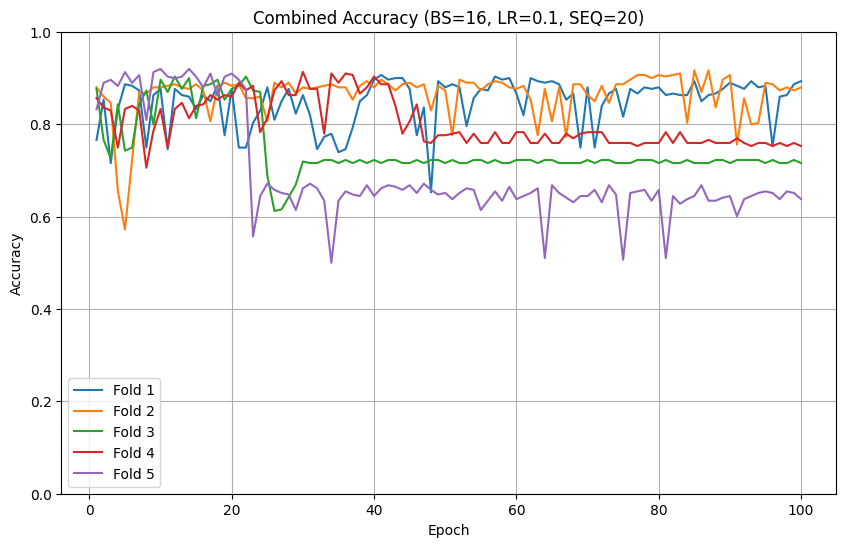 Combined Accuracy (BS=16, LR=0.1, SEQ=20)
1.0
0.8
0.6
0.4
0.2
0.0
Accuracy
Fold 1
Fold 2
Fold 3
Fold 4
Fold 5
0 20 40 60 80 100
Epoch